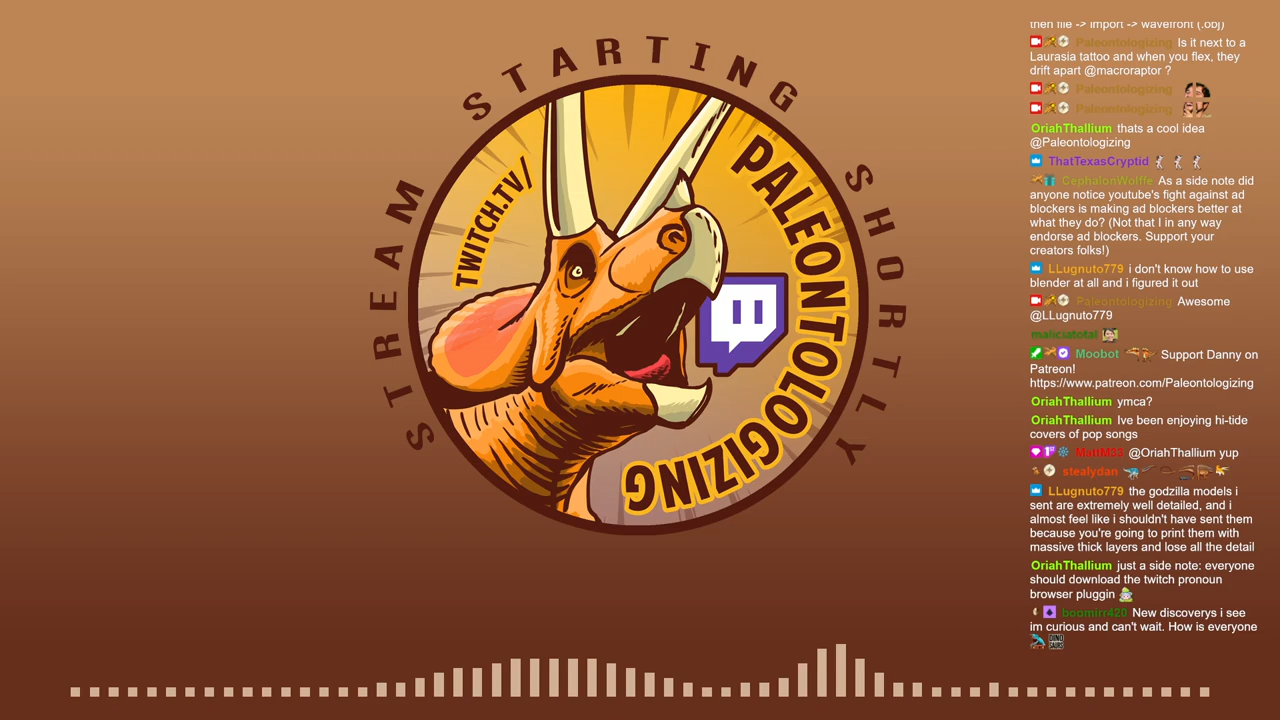 STREAM
STARTING
SHORTLY
TWITCH.TV/
PALEONTOLOGIZING
then file -> import -> wavefront (.obj)
Paleontologizing Is it next to a
Laurasia tattoo and when you flex, they
drift apart @macroraptor ?
Paleontologizing
Paleontologizing
OriahThallium thats a cool idea
@Paleontologizing
ThatTexasCryptid
CephalonWolffe As a side note did
anyone notice youtube's fight against ad
blockers is making ad blockers better at
what they do? (Not that I in any way
endorse ad blockers. Support your
creators folks!)
LLugnuto779 i don't know how to use
blender at all and i figured it out
Paleontologizing Awesome
@LLugnuto779
maliciatotal
Moobot Support Danny on
Patreon!
https://www.patreon.com/Paleontologizing
OriahThallium ymca?
OriahThallium Ive been enjoying hi-tide
covers of pop songs
MattM33 @OriahThallium yup
stealydan
LLugnuto779 the godzilla models i
sent are extremely well detailed, and i
almost feel like i shouldn't have sent them
because you're going to print them with
massive thick layers and lose all the detail
OriahThallium just a side note: everyone
should download the twitch pronoun
browser pluggin
boomirr420 New discoverys i see
im curious and can't wait. How is everyone